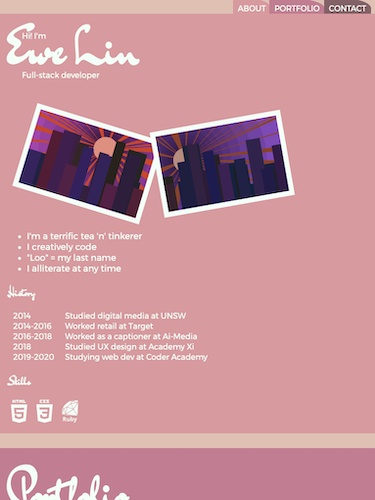 ABOUT PORTFOLIO CONTACT
Hi! I'm
Ewe Lin
Full-stack developer
I'm a terrific tea 'n' tinkerer
I creatively code
"Loo" = my last name
I alliterate at any time
History
2014 Studied digital media at UNSW
2014-2016 Worked retail at Target
2016-2018 Worked as a captioner at Ai-Media
2018 Studied UX design at Academy Xi
2019-2020 Studying web dev at Coder Academy
Skills
HTML CSS
5 3 Ruby
Portfolio